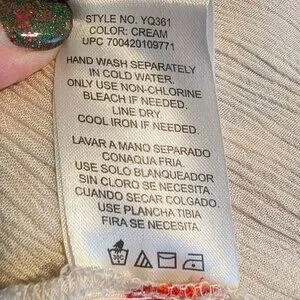 STYLE NO. YQ361
COLOR: CREAM
UPC 700420109771
HAND WASH SEPARATELY
IN COLD WATER.
ONLY USE NON-CHLORINE
BLEACH IF NEEDED.
LINE DRY
COOL IRON IF NEEDED.
LAVAR A MANO SEPARADO
CONAQUA FRIA.
USE SOLO BLANQUEADOR
SIN CLORO SE NECESITA.
CUANDO SECAR COLGADO.
USE PLANCHA TIBIA
FIR SE NECESITA.
30C